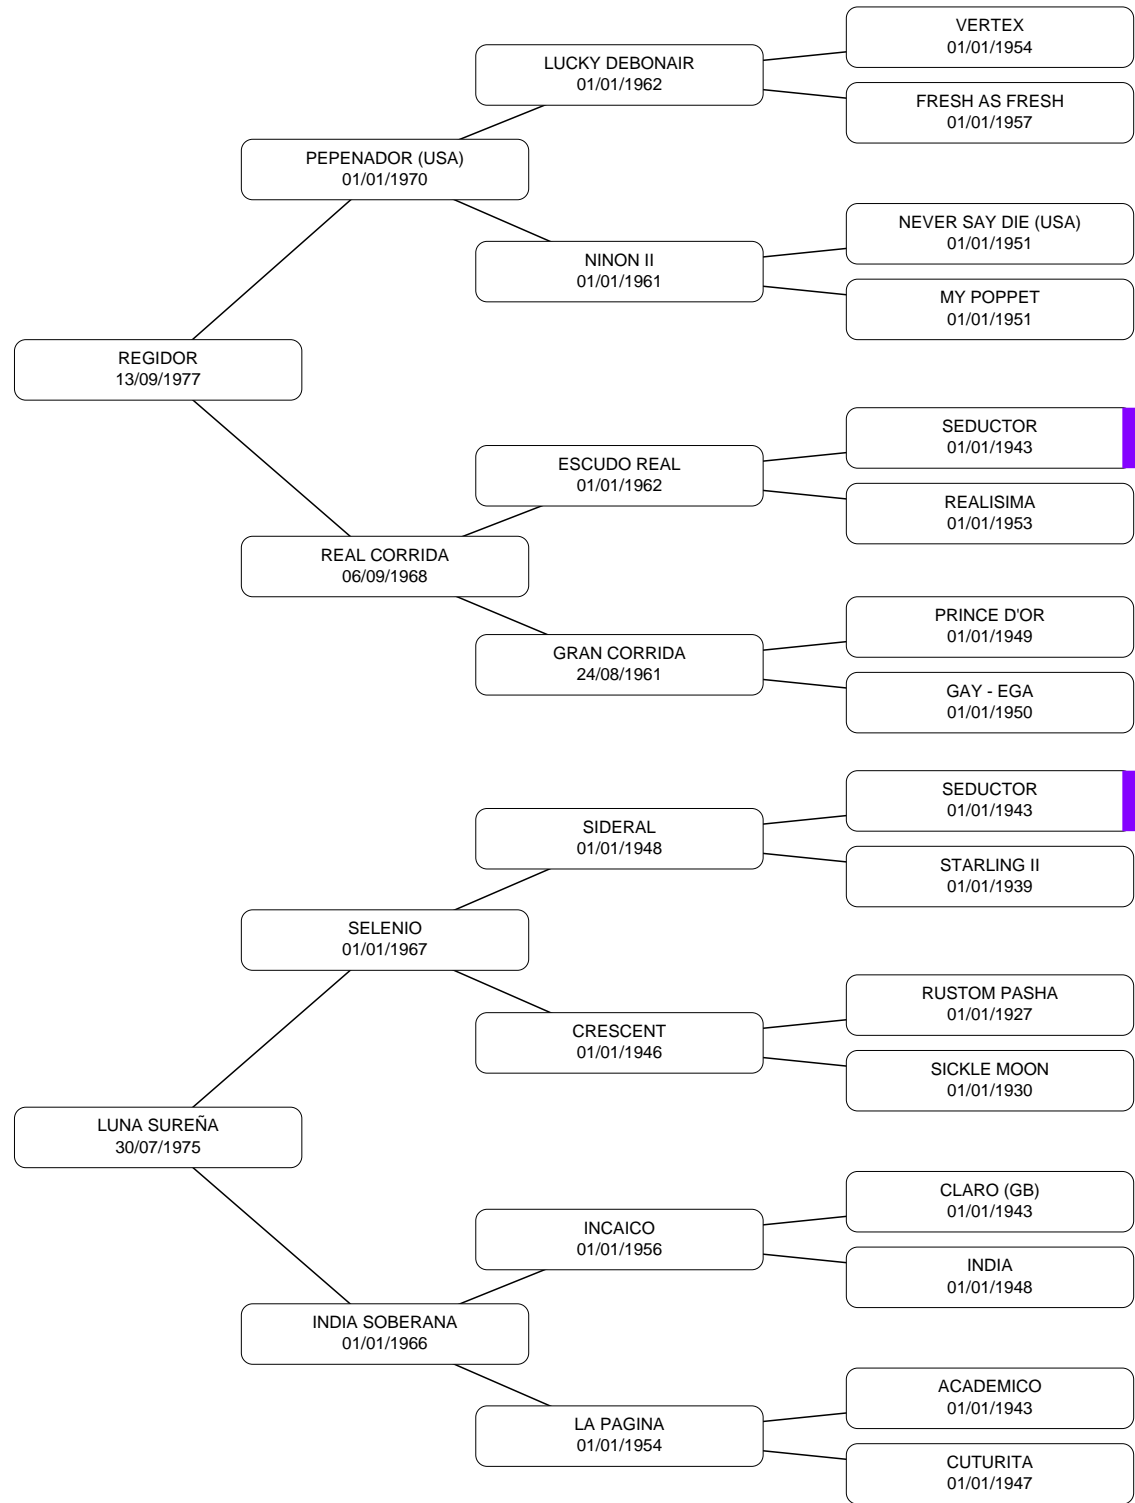 VERTEX
01/01/1954
LUCKY DEBONAIR
01/01/1962
FRESH AS FRESH
01/01/1957
PEPENADOR (USA)
01/01/1970
NEVER SAY DIE (USA)
01/01/1951
NINON II
01/01/1961
MY POPPET
01/01/1951
REGIDOR
13/09/1977
SEDUCTOR
01/01/1943
ESCUDO REAL
01/01/1962
REALISIMA
01/01/1953
REAL CORRIDA
06/09/1968
PRINCE D'OR
01/01/1949
GRAN CORRIDA
24/08/1961
GAY - EGA
01/01/1950
SEDUCTOR
01/01/1943
SIDERAL
01/01/1948
STARLING II
01/01/1939
SELENIO
01/01/1967
RUSTOM PASHA
01/01/1927
CRESCENT
01/01/1946
SICKLE MOON
01/01/1930
LUNA SUREÑA
30/07/1975
CLARO (GB)
01/01/1943
INCAICO
01/01/1956
INDIA
01/01/1948
INDIA SOBERANA
01/01/1966
ACADEMICO
01/01/1943
LA PAGINA
01/01/1954
CUTURITA
01/01/1947